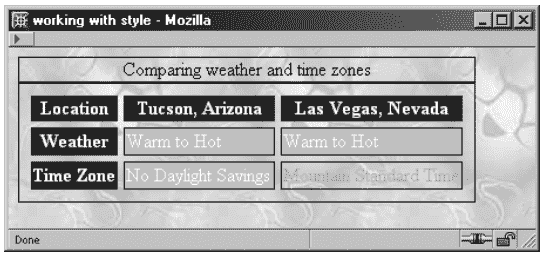 working with style - Mozilla
Comparing weather and time zones
Location Tucson, Arizona Las Vegas, Nevada
Weather Warm to Hot Warm to Hot
Time Zone No Daylight Savings Mountain Standard Time
Done